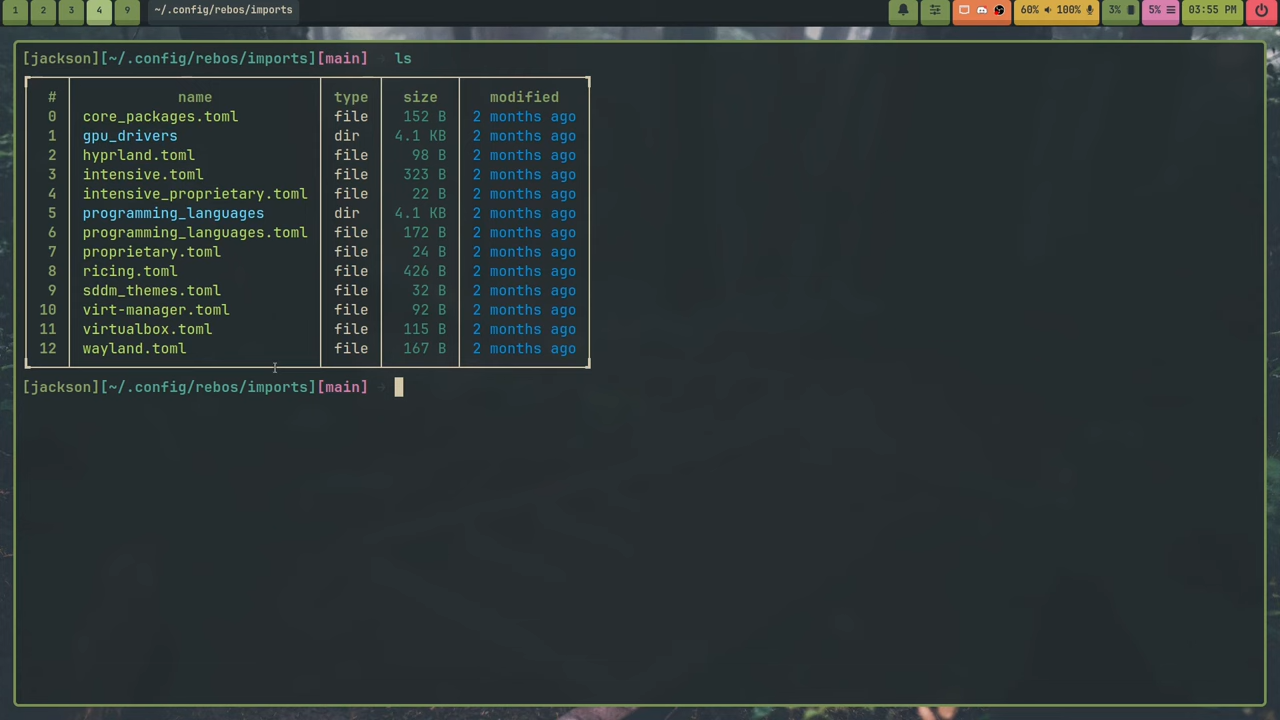 1 2 3 4 9 ~/.config/rebos/imports 60% 100% 3% 5% 03:55 PM
[jackson][~/.config/rebos/imports][main] ls
# name type size modified
0 core_packages.toml file 152 B 2 months ago
1 gpu_drivers dir 4.1 KB 2 months ago
2 hyprland.toml file 98 B 2 months ago
3 intensive.toml file 323 B 2 months ago
4 intensive_proprietary.toml file 22 B 2 months ago
5 programming_languages dir 4.1 KB 2 months ago
6 programming_languages.toml file 172 B 2 months ago
7 proprietary.toml file 24 B 2 months ago
8 ricing.toml file 426 B 2 months ago
9 sddm_themes.toml file 32 B 2 months ago
10 virt-manager.toml file 92 B 2 months ago
11 virtualbox.toml file 115 B 2 months ago
12 wayland.toml file 167 B 2 months ago
[jackson][~/.config/rebos/imports][main]